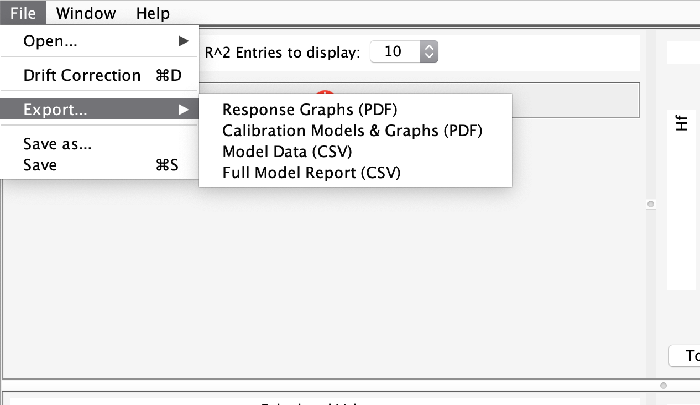 File Window Help
Open...
R^2 Entries to display: 10
Drift Correction ⌘D
Export...
Response Graphs (PDF)
Calibration Models & Graphs (PDF)
Model Data (CSV)
Full Model Report (CSV)
Save as...
Save ⌘S
Hf